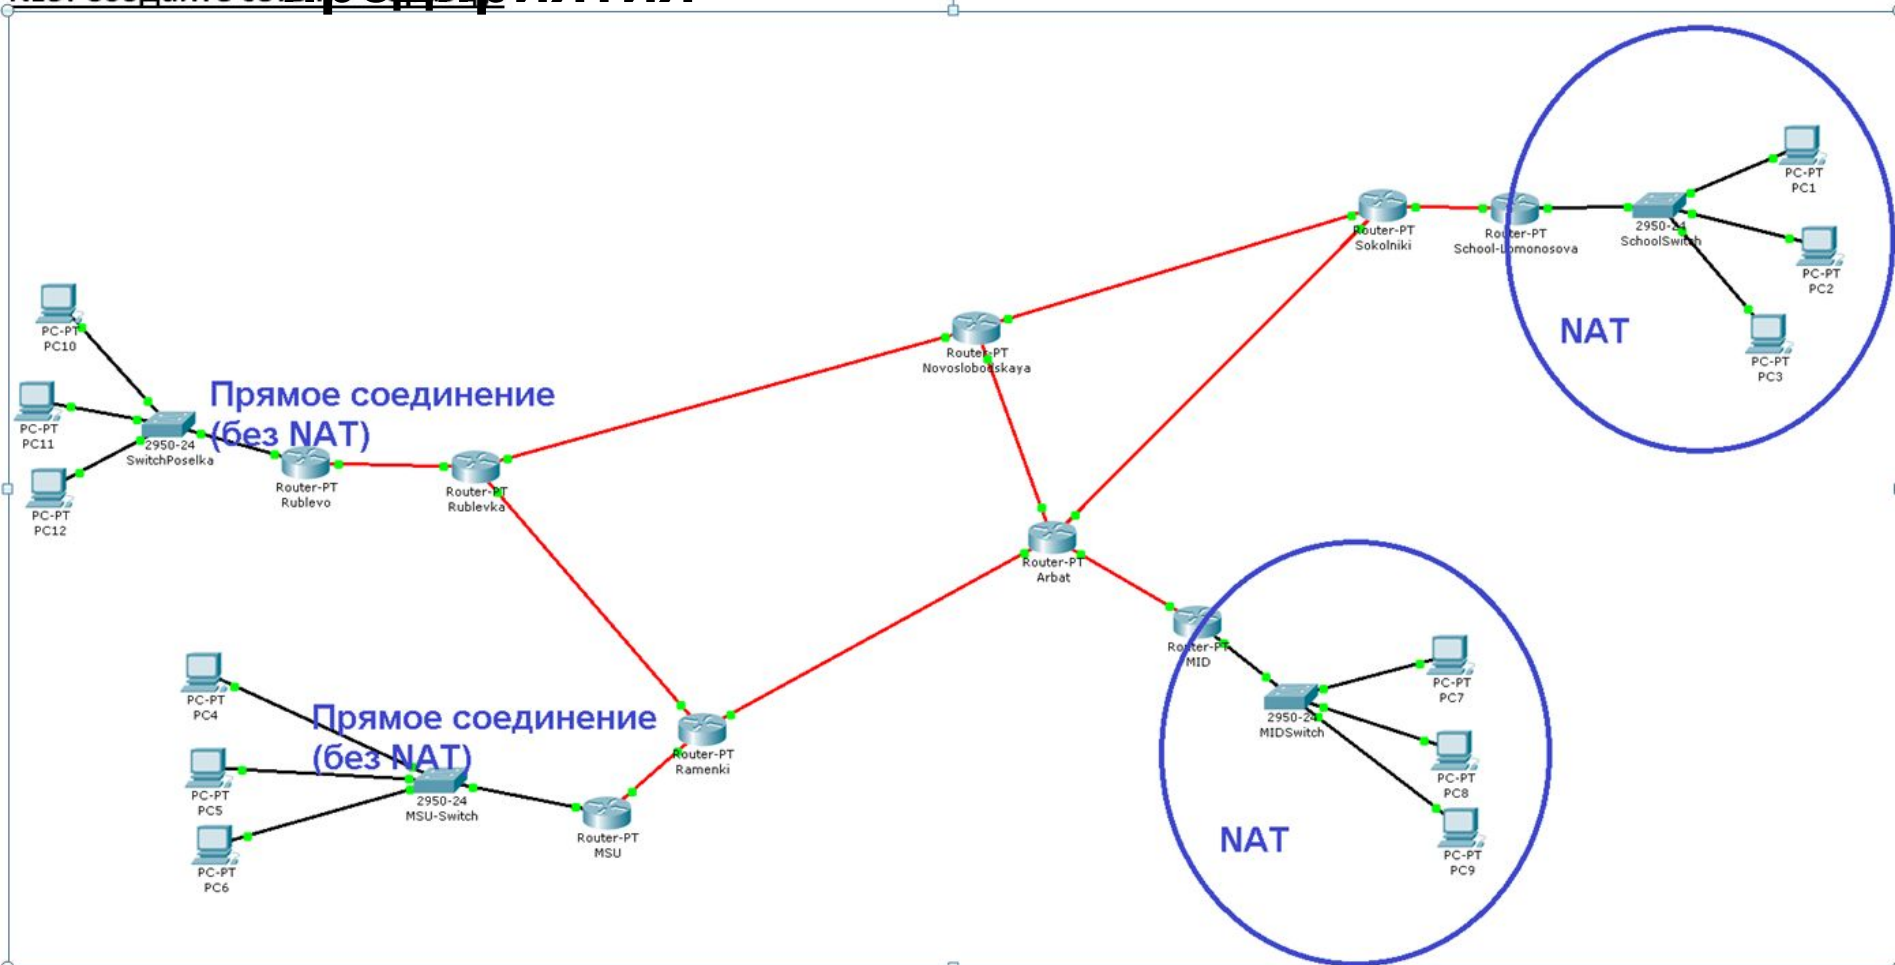 PC-PT
PC1
PC-PT
PC2
PC-PT
PC3
Router-PT
Sokolniki
Router-PT
School-Lomonosova
2950-24
SchoolSwitch
NAT
PC-PT
PC10
PC-PT
PC11
PC-PT
PC12
2950-24
SwitchPoselka
Прямое соединение
(без NAT)
Router-PT
Rublevo
Router-PT
Rublevka
Router-PT
Novoslobodskaya
Router-PT
Arbat
Router-PT
MID
2950-24
MIDSwitch
PC-PT
PC7
PC-PT
PC8
PC-PT
PC9
NAT
PC-PT
PC4
PC-PT
PC5
PC-PT
PC6
Прямое соединение
(без NAT)
2950-24
MSU-Switch
Router-PT
MSU
Router-PT
Ramenki